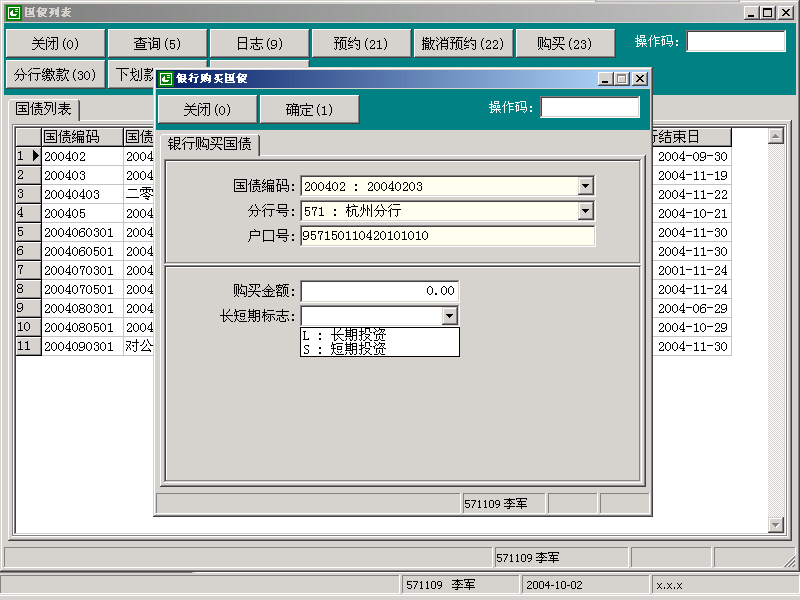 国债列表
关闭(0) 查询(5) 日志(9) 预约(21) 撤消预约(22) 购买(23) 操作码:
分行缴款(30) 下划款
国债列表
国债编码 国债 行结束日
1 200402 2004 2004-09-30
2 200403 2004 2004-11-19
3 20040403 二零 2004-11-22
4 200405 2004 2004-10-21
5 2004060301 2004 2004-11-30
6 2004060501 2004 2004-11-30
7 2004070301 2004 2001-11-24
8 2004070501 2004 2004-11-24
9 2004080301 2004 2004-06-29
10 2004080501 2004 2004-10-29
11 2004090301 对公 2004-11-30
银行购买国债
关闭(0) 确定(1) 操作码:
银行购买国债
国债编码: 200402 : 20040203
分行号: 571 : 杭州分行
户口号: 957150110420101010
购买金额: 0.00
长短期标志:
L : 长期投资
S : 短期投资
571109 李军
571109 李军
571109 李军 2004-10-02 x.x.x